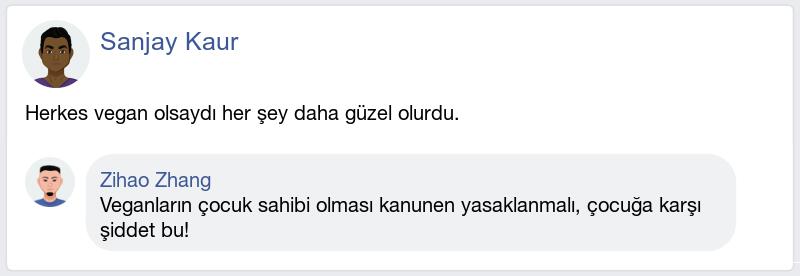 Sanjay Kaur
Herkes vegan olsaydı her şey daha güzel olurdu.
Zihao Zhang
Veganların çocuk sahibi olması kanunen yasaklanmalı, çocuğa karşı
şiddet bu!